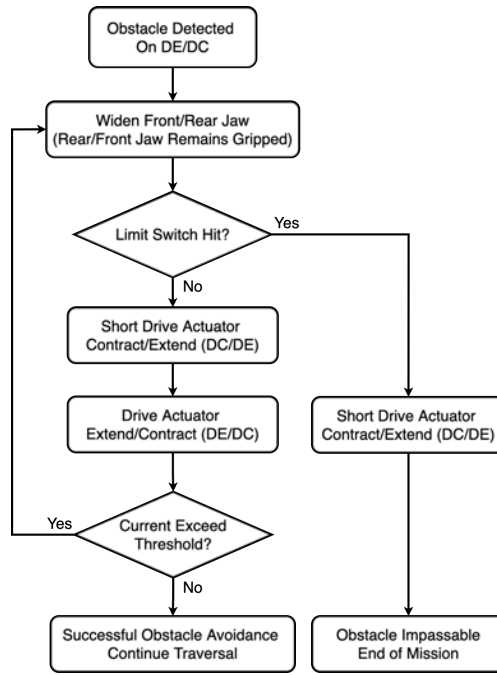 Obstacle Detected
On DE/DC
Widen Front/Rear Jaw
(Rear/Front Jaw Remains Gripped)
Limit Switch Hit?
Yes
No
Short Drive Actuator
Contract/Extend (DC/DE)
Drive Actuator
Extend/Contract (DE/DC)
Short Drive Actuator
Contract/Extend (DC/DE)
Yes
Current Exceed
Threshold?
No
Successful Obstacle Avoidance
Continue Traversal
Obstacle Impassable
End of Mission